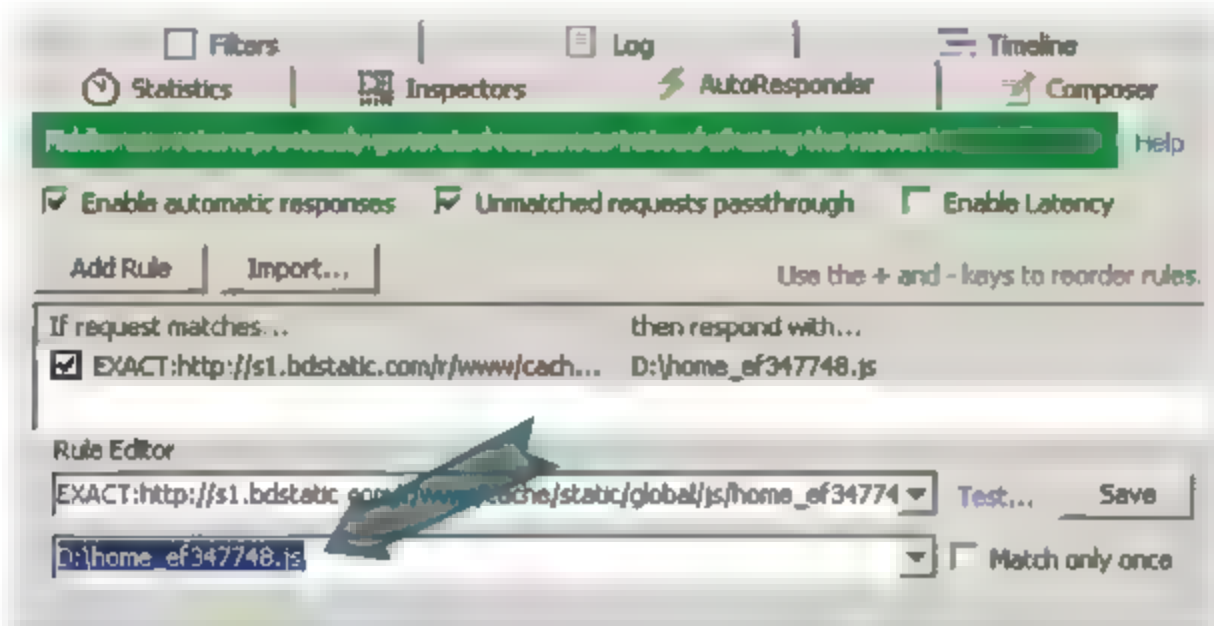 Filters Log Timeline
Statistics Inspectors AutoResponder Composer
Help
Enable automatic responses Unmatched requests passthrough Enable Latency
Add Rule Import... Use the + and - keys to reorder rules.
If request matches... then respond with...
EXACT:http://s1.bdstatic.com/r/www/cach... D:\home_ef347748.js
Rule Editor
EXACT:http://s1.bdstatic com/r/www/cache/static/global/js/home_ef34774 Test... Save
D:\home_ef347748.js Match only once